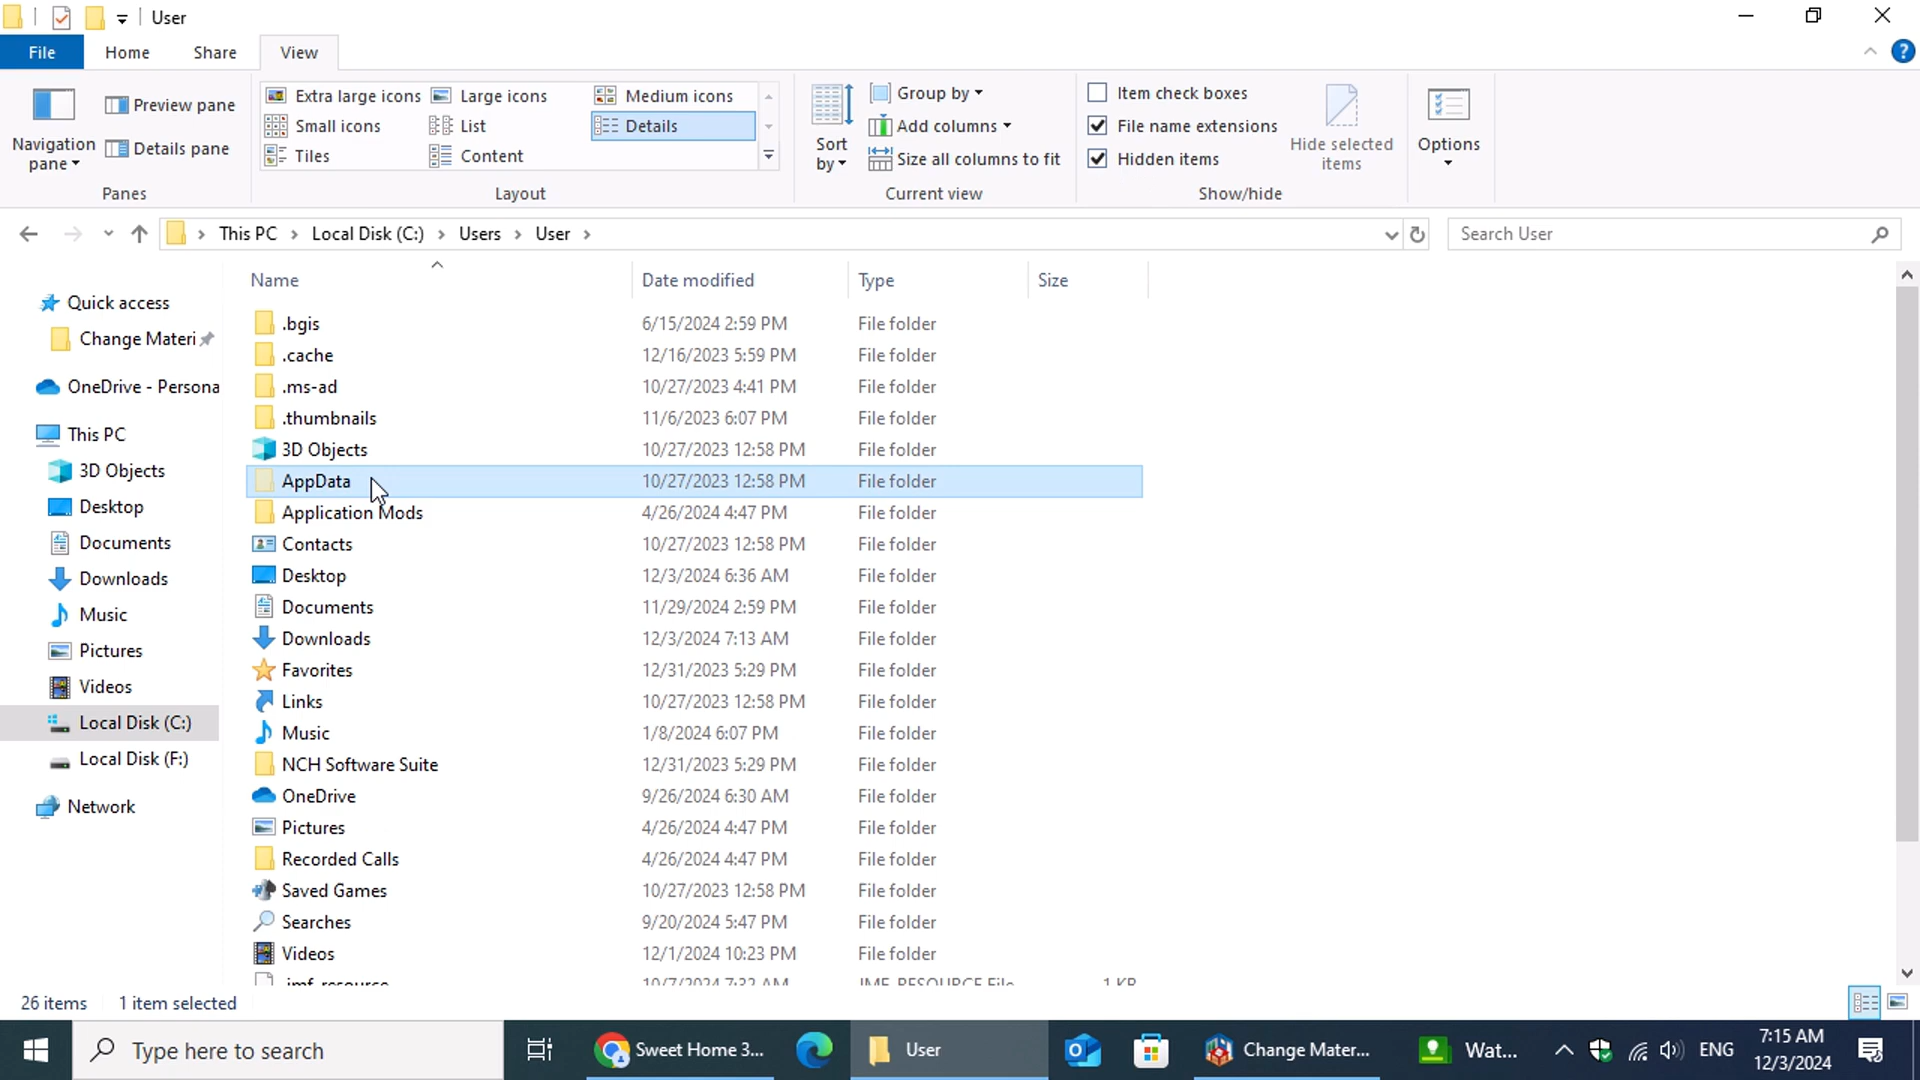 User
File Home Share View
Navigation pane
Preview pane
Details pane
Panes
Extra large icons Large icons Medium icons
Small icons List Details
Tiles Content
Layout
Sort by
Group by
Add columns
Size all columns to fit
Current view
Item check boxes
File name extensions
Hidden items
Hide selected items
Show/hide
Options
This PC Local Disk (C:) Users User
Search User
Quick access
Change Materi
OneDrive - Persona
This PC
3D Objects
Desktop
Documents
Downloads
Music
Pictures
Videos
Local Disk (C:)
Local Disk (F:)
Network
Name Date modified Type Size
.bgis 6/15/2024 2:59 PM File folder
.cache 12/16/2023 5:59 PM File folder
.ms-ad 10/27/2023 4:41 PM File folder
.thumbnails 11/6/2023 6:07 PM File folder
3D Objects 10/27/2023 12:58 PM File folder
AppData 10/27/2023 12:58 PM File folder
Application Mods 4/26/2024 4:47 PM File folder
Contacts 10/27/2023 12:58 PM File folder
Desktop 12/3/2024 6:36 AM File folder
Documents 11/29/2024 2:59 PM File folder
Downloads 12/3/2024 7:13 AM File folder
Favorites 12/31/2023 5:29 PM File folder
Links 10/27/2023 12:58 PM File folder
Music 1/8/2024 6:07 PM File folder
NCH Software Suite 12/31/2023 5:29 PM File folder
OneDrive 9/26/2024 6:30 AM File folder
Pictures 4/26/2024 4:47 PM File folder
Recorded Calls 4/26/2024 4:47 PM File folder
Saved Games 10/27/2023 12:58 PM File folder
Searches 9/20/2024 5:47 PM File folder
Videos 12/1/2024 10:23 PM File folder
.jmf-resource 10/7/2024 7:32 AM JMF-RESOURCE File 1 KB
26 items 1 item selected
Type here to search
Sweet Home 3...
User
Change Mater...
Wat...
ENG
7:15 AM
12/3/2024